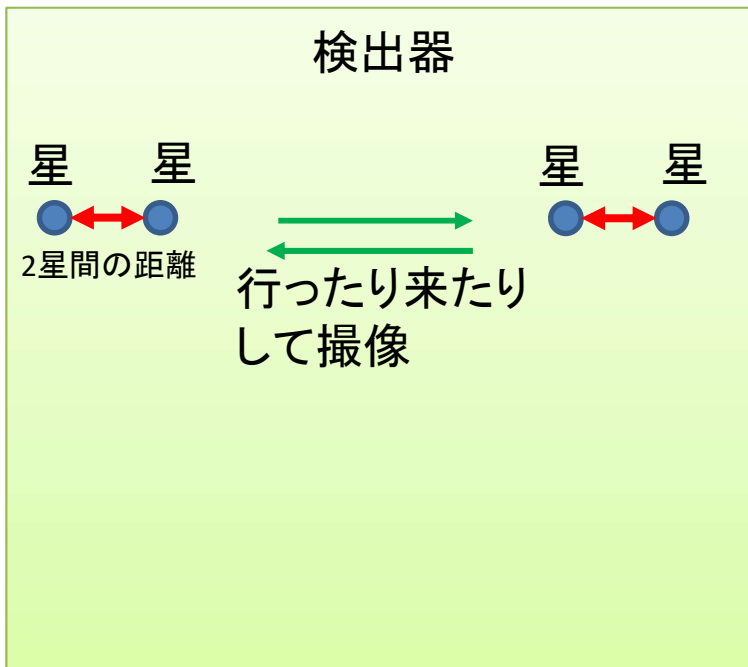 検出器
星 星 星 星
2星間の距離
行ったり来たり
して撮像